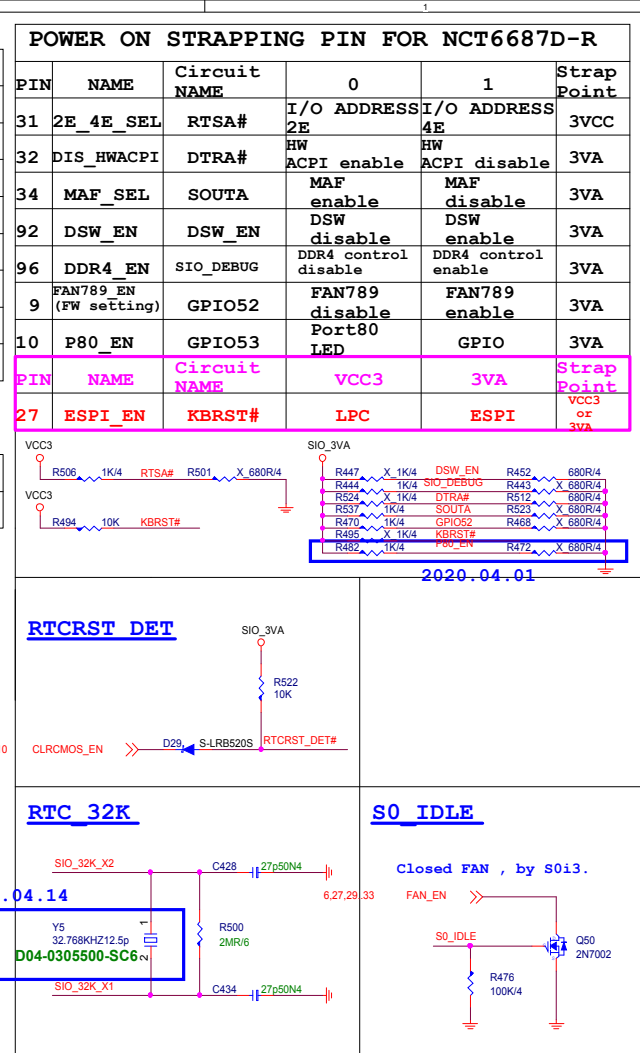 1
POWER ON STRAPPING PIN FOR NCT6687D-R
PIN NAME Circuit NAME 0 1 Strap Point
31 2E_4E_SEL RTSA# I/O ADDRESS 2E I/O ADDRESS 4E 3VCC
32 DIS_HWACPI DTRA# HW ACPI enable HW ACPI disable 3VA
34 MAF_SEL SOUTA MAF enable MAF disable 3VA
92 DSW_EN DSW_EN DSW disable DSW enable 3VA
96 DDR4_EN SIO_DEBUG DDR4 control disable DDR4 control enable 3VA
9 FAN789_EN (FW setting) GPIO52 FAN789 disable FAN789 enable 3VA
10 P80_EN GPIO53 Port80 LED GPIO 3VA
PIN NAME Circuit NAME VCC3 3VA Strap Point
27 ESPI_EN KBRST# LPC ESPI VCC3 or 3VA
VCC3
R506 1K/4 RTSA# R501 X_680R/4
VCC3
R494 10K KBRST#
SIO_3VA
R447 X_1K/4 DSW_EN R452 680R/4
R444 1K/4 SIO_DEBUG R443 X_680R/4
R524 X_1K/4 DTRA# R512 680R/4
R537 1K/4 SOUTA R523 X_680R/4
R470 1K/4 GPIO52 R468 X_680R/4
R495 X_1K/4 KBRST#
R482 1K/4 P80_EN R472 X_680R/4
2020.04.01
RTCRST DET
SIO_3VA
R522
10K
0 CLRCMOS_EN D29 S-LRB520S RTCRST_DET#
RTC_32K
SIO_32K_X2 C428 27p50N4
.04.14
Y5
32.768KHZ12.5p
D04-0305500-SC6
1
2
R500
2MR/6
SIO_32K_X1 C434 27p50N4
S0_IDLE
Closed FAN , by S0i3.
6,27,29..33 FAN_EN
S0_IDLE
Q50
2N7002
R476
100K/4